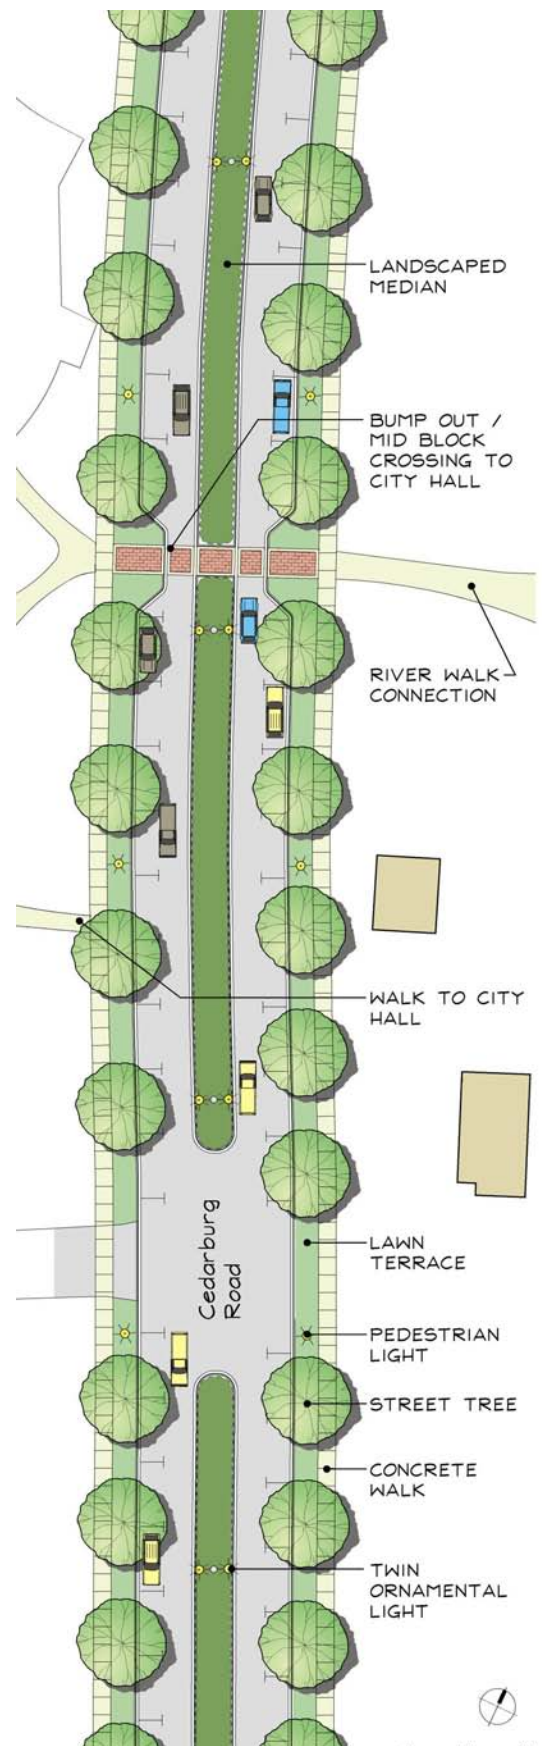 LANDSCAPED
MEDIAN
BUMP OUT /
MID BLOCK
CROSSING TO
CITY HALL
RIVER WALK
CONNECTION
WALK TO CITY
HALL
Cedarburg
Road
LAWN
TERRACE
PEDESTRIAN
LIGHT
STREET TREE
CONCRETE
WALK
TWIN
ORNAMENTAL
LIGHT